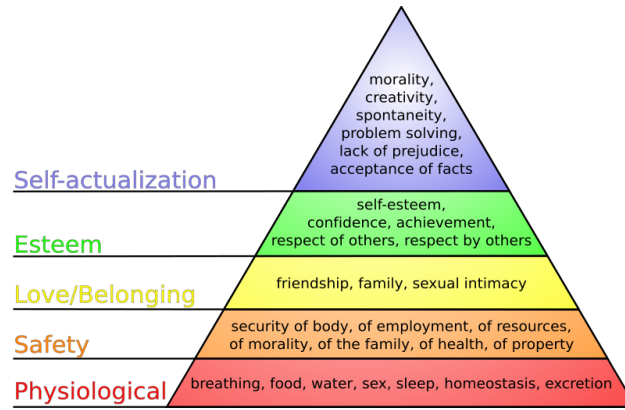 morality,
creativity,
spontaneity,
problem solving,
lack of prejudice,
acceptance of facts
Self-actualization
self-esteem,
confidence, achievement,
respect of others, respect by others
Esteem
friendship, family, sexual intimacy
Love/Belonging
security of body, of employment, of resources,
of morality, of the family, of health, of property
Safety
breathing, food, water, sex, sleep, homeostasis, excretion
Physiological